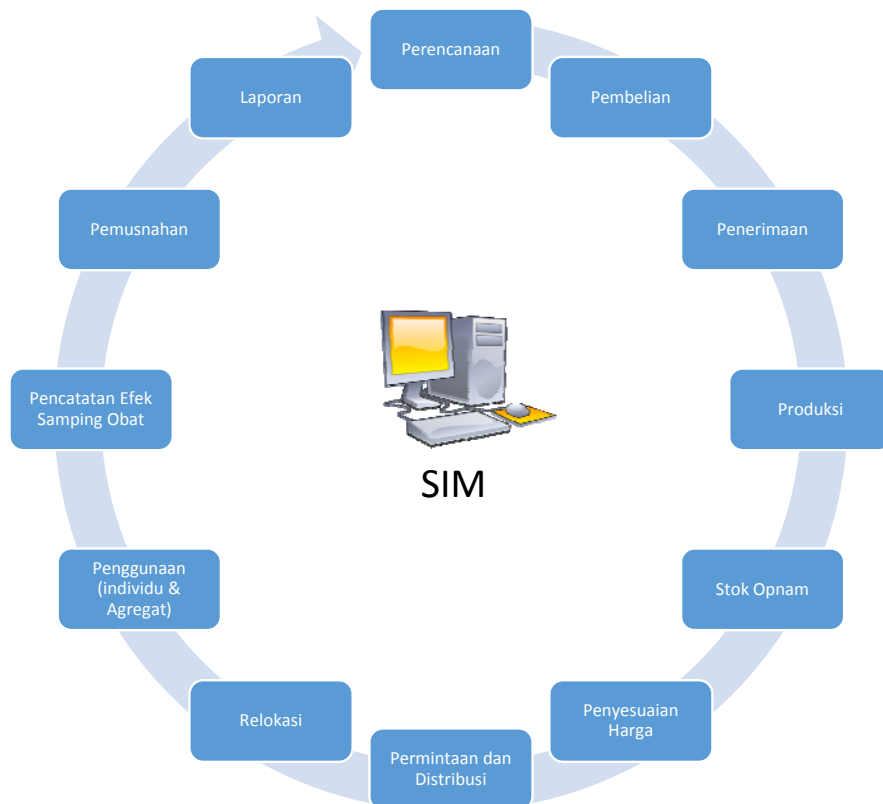 Perencanaan
Pembelian
Penerimaan
Produksi
Stok Opnam
Penyesuaian
Harga
Permintaan dan
Distribusi
Relokasi
Penggunaan
(individu &
Agregat)
Pencatatan Efek
Samping Obat
Pemusnahan
Laporan
SIM